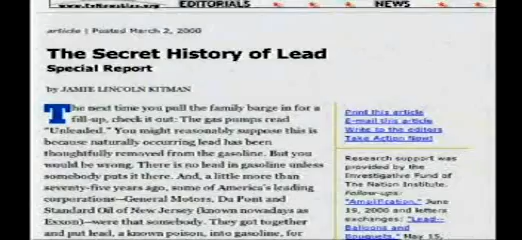 EDITORIALS
NEWS
article | Posted March 2, 2000
The Secret History of Lead
Special Report
by JAMIE LINCOLN KITMAN
The next time you pull the family barge in for a
fill-up, check it out: The gas pumps read
"Unleaded." You might reasonably suppose this is
because naturally occurring lead has been
thoughtfully removed from the gasoline. But you
would be wrong. There is no lead in gasoline unless
somebody puts it there. And, a little more than
seventy-five years ago, some of America's leading
corporations—General Motors, Du Pont and
Standard Oil of New Jersey (known nowadays as
Exxon)—were that somebody. They got together
and put lead, a known poison, into gasoline, for
Print this article
E-mail this article
Write to the editors
Take Action Now!
Research support was
provided by the
Investigative Fund of
The Nation Institute.
Follow-ups:
"Amplification," June
19, 2000 and letters
exchanges: "Lead—
Balloons and
Bouquets," May 15,